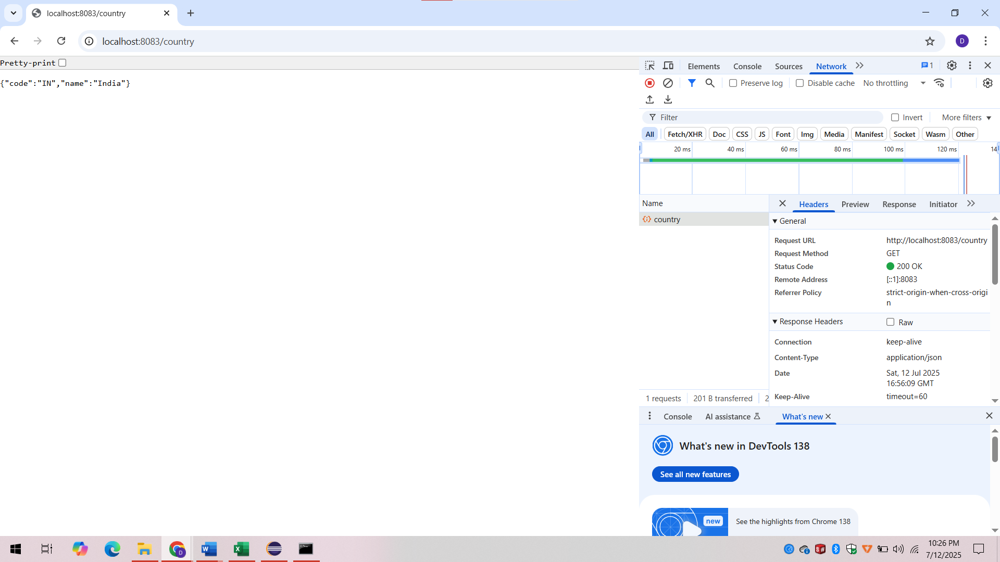 localhost:8083/country
localhost:8083/country
D
Pretty-print
{"code":"IN","name":"India"}
Elements Console Sources Network 1
Preserve log Disable cache No throttling
Filter Invert More filters
All Fetch/XHR Doc CSS JS Font Img Media Manifest Socket Wasm Other
20 ms 40 ms 60 ms 80 ms 100 ms 120 ms 14
Name
country
Headers Preview Response Initiator
General
Request URL http://localhost:8083/country
Request Method GET
Status Code 200 OK
Remote Address [::1]:8083
Referrer Policy strict-origin-when-cross-origi
n
Response Headers Raw
Connection keep-alive
Content-Type application/json
Date Sat, 12 Jul 2025
16:56:09 GMT
Keep-Alive timeout=60
1 requests 201 B transferred 2
Console AI assistance What's new
What's new in DevTools 138
See all new features
new
See the highlights from Chrome 138
10:26 PM
7/12/2025